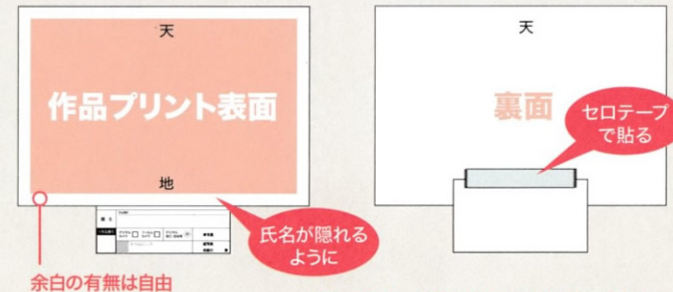 天
作品プリント表面
地
氏名が隠れる
ように
余白の有無は自由
天
裏面
セロテープ
で貼る